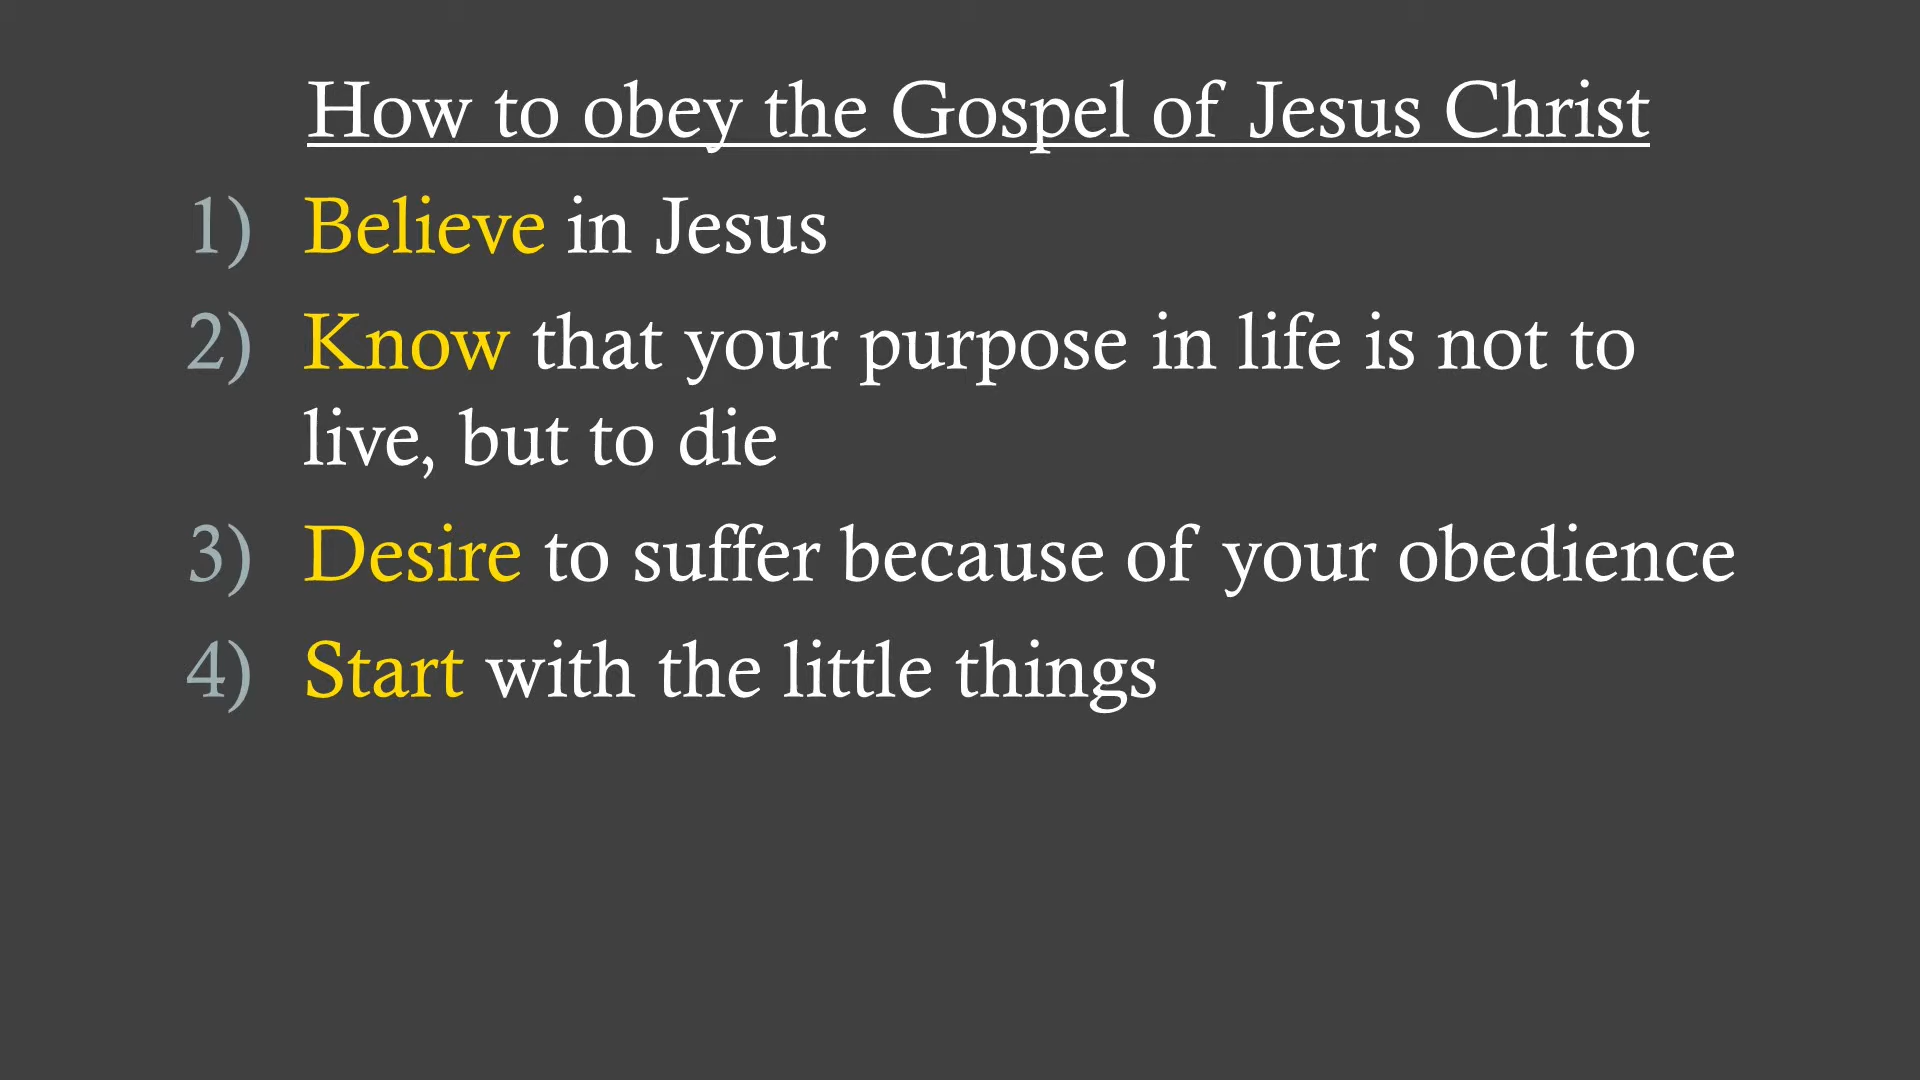 How to obey the Gospel of Jesus Christ
1) Believe in Jesus
2) Know that your purpose in life is not to
live, but to die
3) Desire to suffer because of your obedience
4) Start with the little things